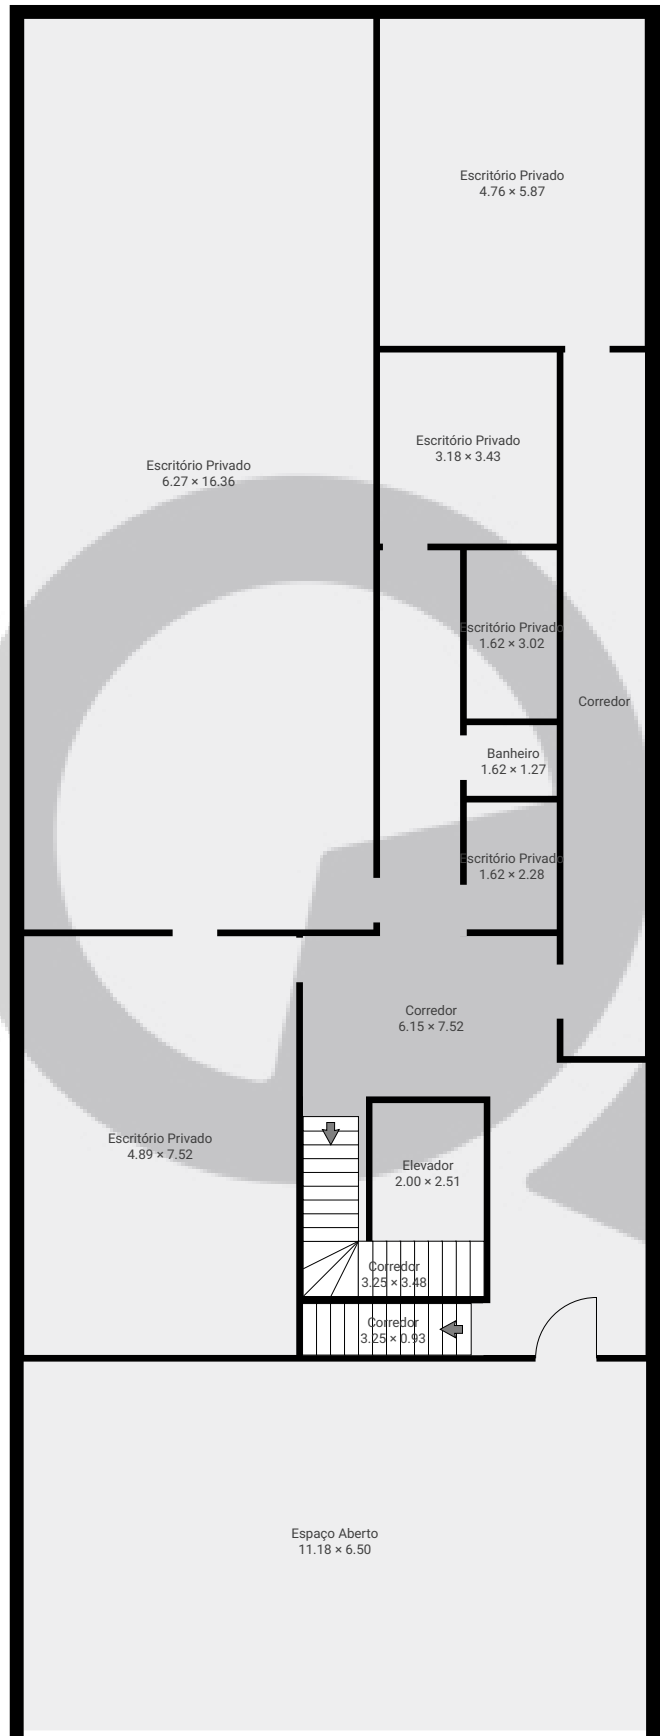 Escritório Privado
4.76 × 5.87
Escritório Privado
3.18 × 3.43
Escritório Privado
6.27 × 16.36
Escritório Privado
1.62 × 3.02
Corredor
Banheiro
1.62 × 1.27
Escritório Privado
1.62 × 2.28
Corredor
6.15 × 7.52
Escritório Privado
4.89 × 7.52
Elevador
2.00 × 2.51
Corredor
3.25 × 3.48
Corredor
3.25 × 0.93
Espaço Aberto
11.18 × 6.50